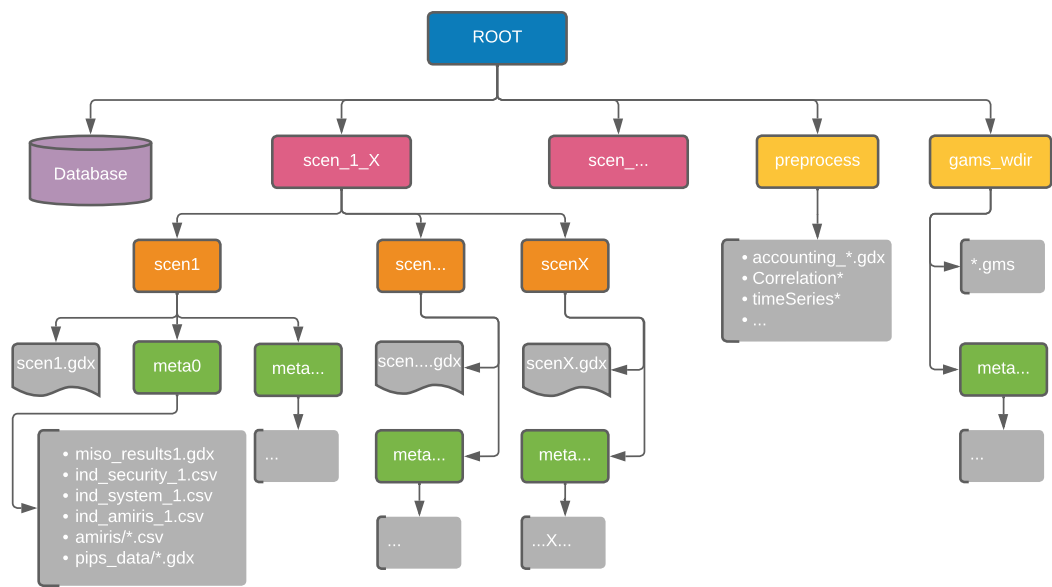 ROOT
Database
scen_1_X
scen_...
preprocess
gams_wdir
scen1
scen...
scenX
• accounting_*.gdx
• Correlation*
• timeSeries*
• ...
*.gms
scen1.gdx
meta0
meta...
scen....gdx
scenX.gdx
meta...
• miso_results1.gdx
• ind_security_1.csv
• ind_system_1.csv
• ind_amiris_1.csv
• amiris/*.csv
• pips_data/*.gdx
...
meta...
meta...
...
...
...X...